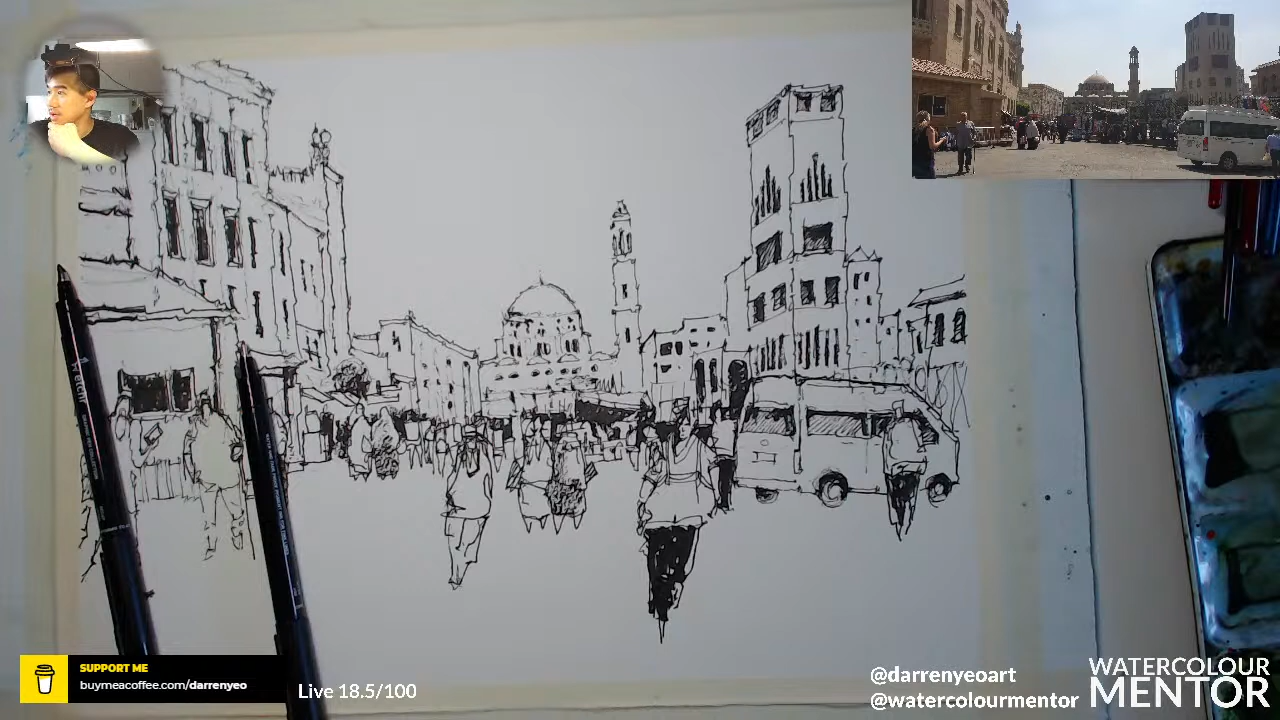 SUPPORT ME
buymeacoffee.com/darrenyeo
Live 18.5/100
@darrenyeoart
@watercolourmentor
WATERCOLOUR
MENTOR